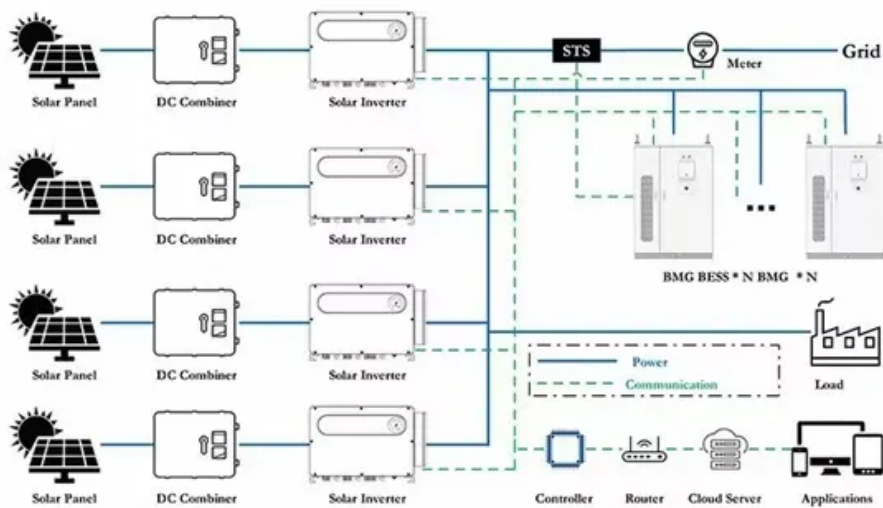 STS
Meter
Grid
Solar Panel DC Combiner Solar Inverter
Solar Panel DC Combiner Solar Inverter
BMG BESS * N BMG * N
Solar Panel DC Combiner Solar Inverter
Power
Communication
Load
Solar Panel DC Combiner Solar Inverter
Controller Router Cloud Server Applications